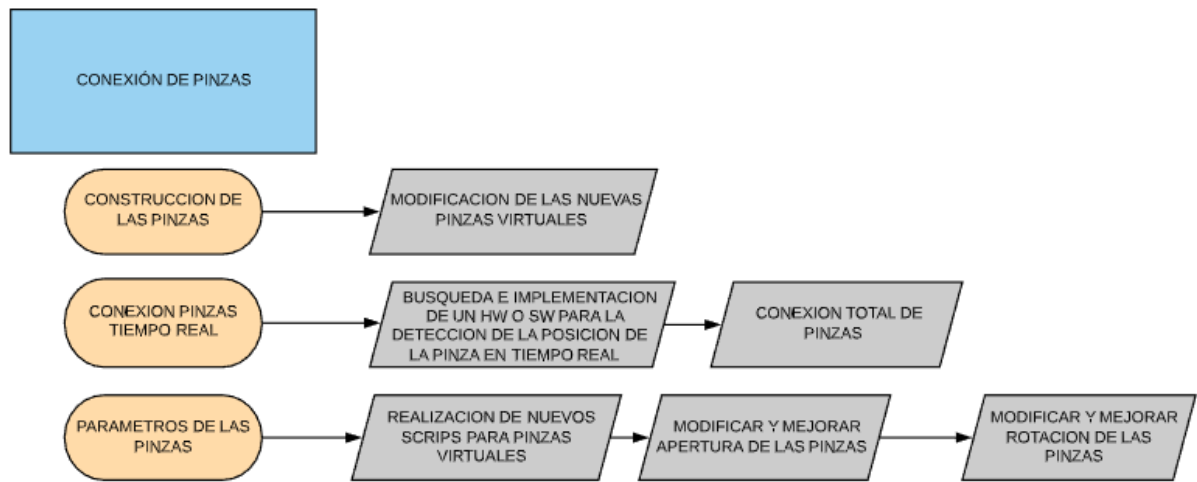 CONEXIÓN DE PINZAS
CONSTRUCCION DE
LAS PINZAS
MODIFICACION DE LAS NUEVAS
PINZAS VIRTUALES
CONEXION PINZAS
TIEMPO REAL
BUSQUEDA E IMPLEMENTACION
DE UN HW O SW PARA LA
DETECCION DE LA POSICION DE
LA PINZA EN TIEMPO REAL
CONEXION TOTAL DE
PINZAS
PARAMETROS DE LAS
PINZAS
REALIZACION DE NUEVOS
SCRIPS PARA PINZAS
VIRTUALES
MODIFICAR Y MEJORAR
APERTURA DE LAS PINZAS
MODIFICAR Y MEJORAR
ROTACION DE LAS
PINZAS